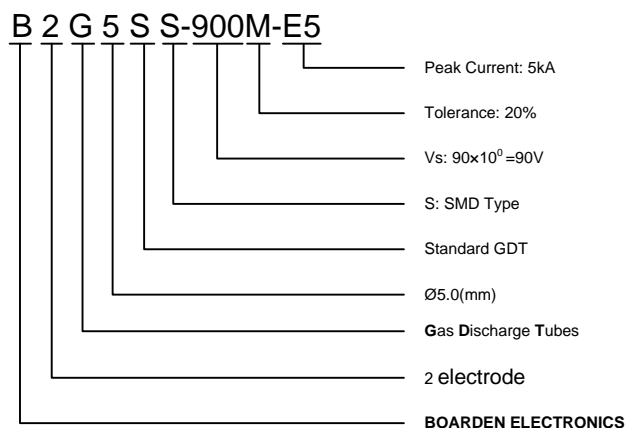 B2G5SS-900M-E5
Peak Current: 5kA
Tolerance: 20%
Vs: 90×10⁰ =90V
S: SMD Type
Standard GDT
Ø5.0(mm)
Gas Discharge Tubes
2 electrode
BOARDEN ELECTRONICS